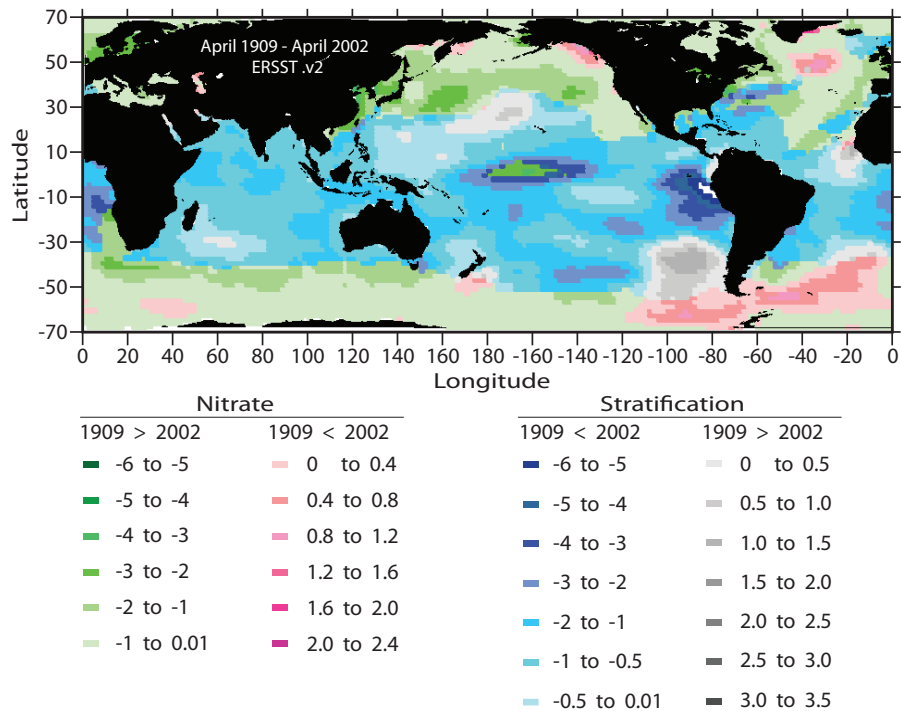 April 1909 - April 2002
ERSST .v2
Latitude
-70
50
30
10
-10
-30
-50
-70
0 20 40 60 80 100 120 140 160 180 -160 -140 -120 -100 -80 -60 -40 -20 0
Longitude
Nitrate
1909 > 2002 1909 < 2002
-6 to -5 0 to 0.4
-5 to -4 0.4 to 0.8
-4 to -3 0.8 to 1.2
-3 to -2 1.2 to 1.6
-2 to -1 1.6 to 2.0
-1 to 0.01 2.0 to 2.4
Stratification
1909 < 2002 1909 > 2002
-6 to -5 0 to 0.5
-5 to -4 0.5 to 1.0
-4 to -3 1.0 to 1.5
-3 to -2 1.5 to 2.0
-2 to -1 2.0 to 2.5
-1 to -0.5 2.5 to 3.0
-0.5 to 0.01 3.0 to 3.5